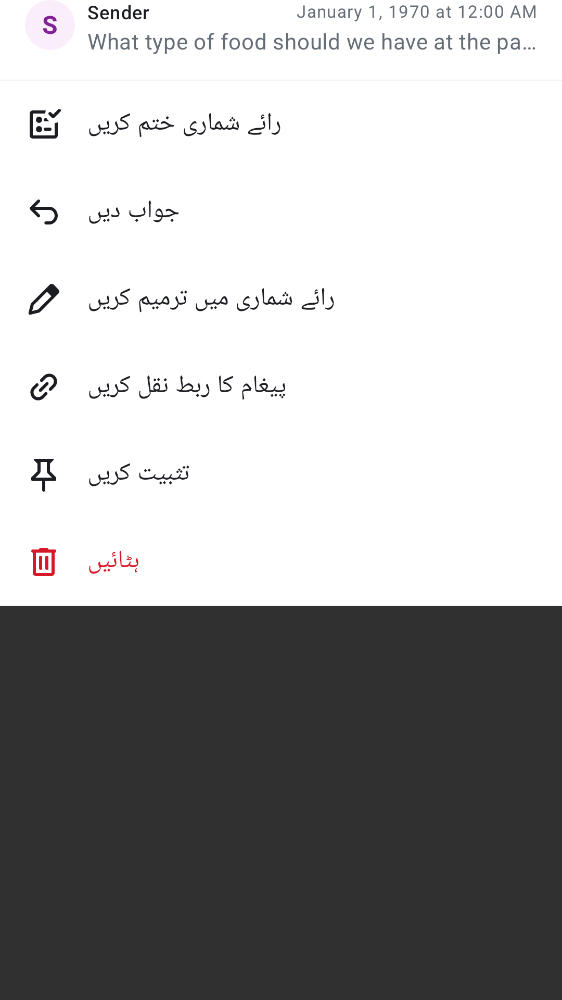 S
Sender
January 1, 1970 at 12:00 AM
What type of food should we have at the pa…
رائے شماری ختم کریں
جواب دیں
رائے شماری میں ترمیم کریں
پیغام کا ربط نقل کریں
تثبیت کریں
ہٹائیں